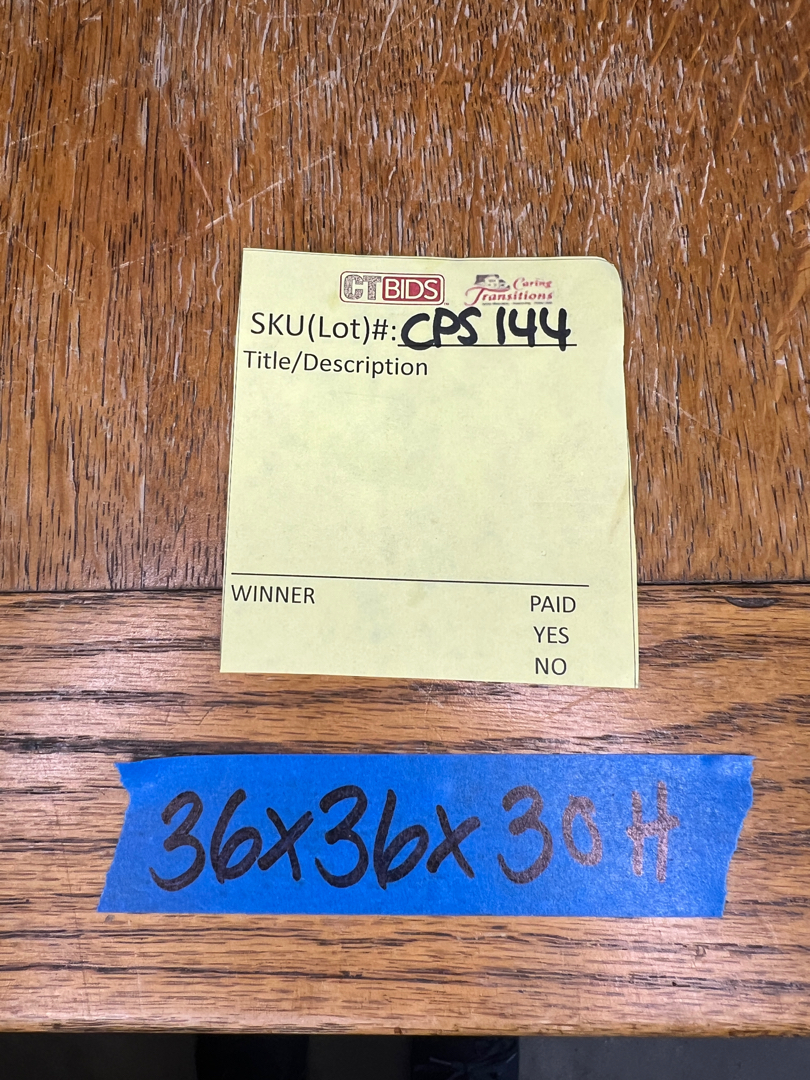 CTBIDS
Caring
Transitions
SKU(Lot)#: CPS 144
Title/Description
WINNER
PAID
YES
NO
36x36x30H